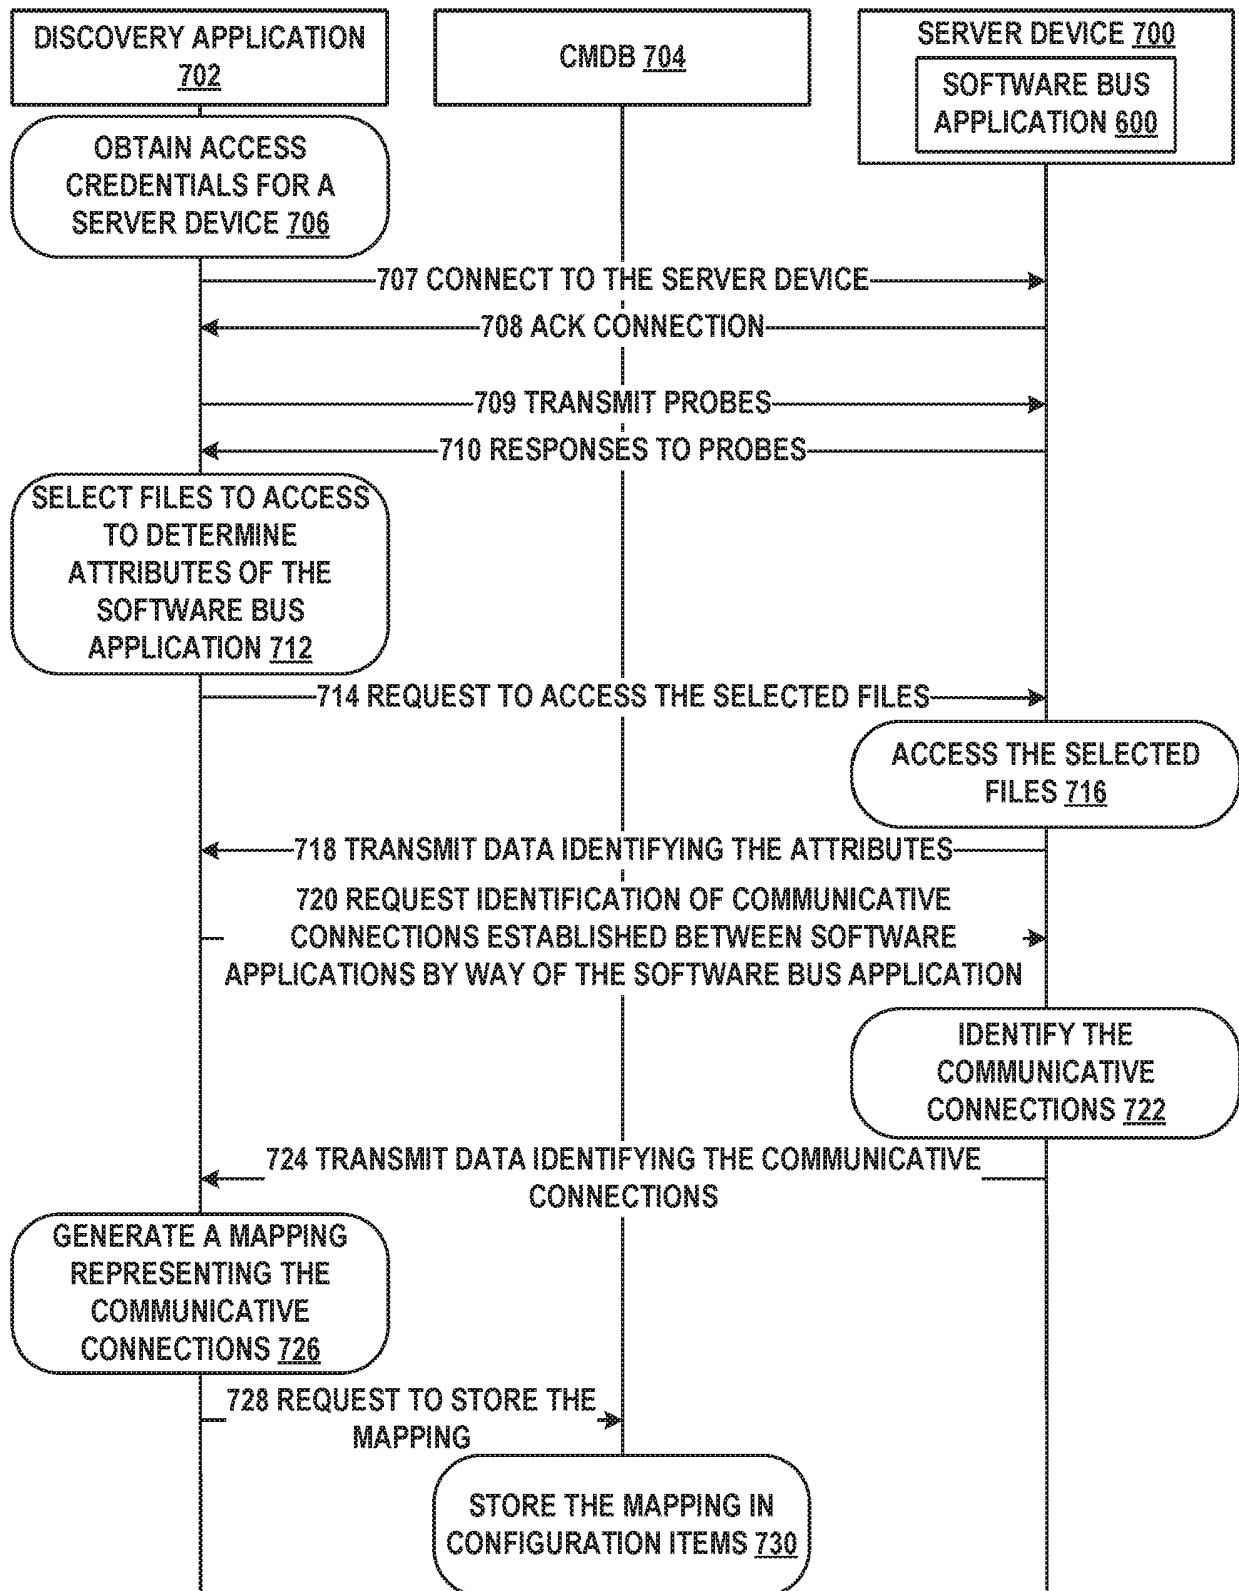 DISCOVERY APPLICATION
702
CMDB 704
SERVER DEVICE 700
SOFTWARE BUS
APPLICATION 600
OBTAIN ACCESS
CREDENTIALS FOR A
SERVER DEVICE 706
707 CONNECT TO THE SERVER DEVICE
708 ACK CONNECTION
709 TRANSMIT PROBES
710 RESPONSES TO PROBES
SELECT FILES TO ACCESS
TO DETERMINE
ATTRIBUTES OF THE
SOFTWARE BUS
APPLICATION 712
714 REQUEST TO ACCESS THE SELECTED FILES
ACCESS THE SELECTED
FILES 716
718 TRANSMIT DATA IDENTIFYING THE ATTRIBUTES
720 REQUEST IDENTIFICATION OF COMMUNICATIVE
CONNECTIONS ESTABLISHED BETWEEN SOFTWARE
APPLICATIONS BY WAY OF THE SOFTWARE BUS APPLICATION
IDENTIFY THE
COMMUNICATIVE
CONNECTIONS 722
724 TRANSMIT DATA IDENTIFYING THE COMMUNICATIVE
CONNECTIONS
GENERATE A MAPPING
REPRESENTING THE
COMMUNICATIVE
CONNECTIONS 726
728 REQUEST TO STORE THE
MAPPING
STORE THE MAPPING IN
CONFIGURATION ITEMS 730